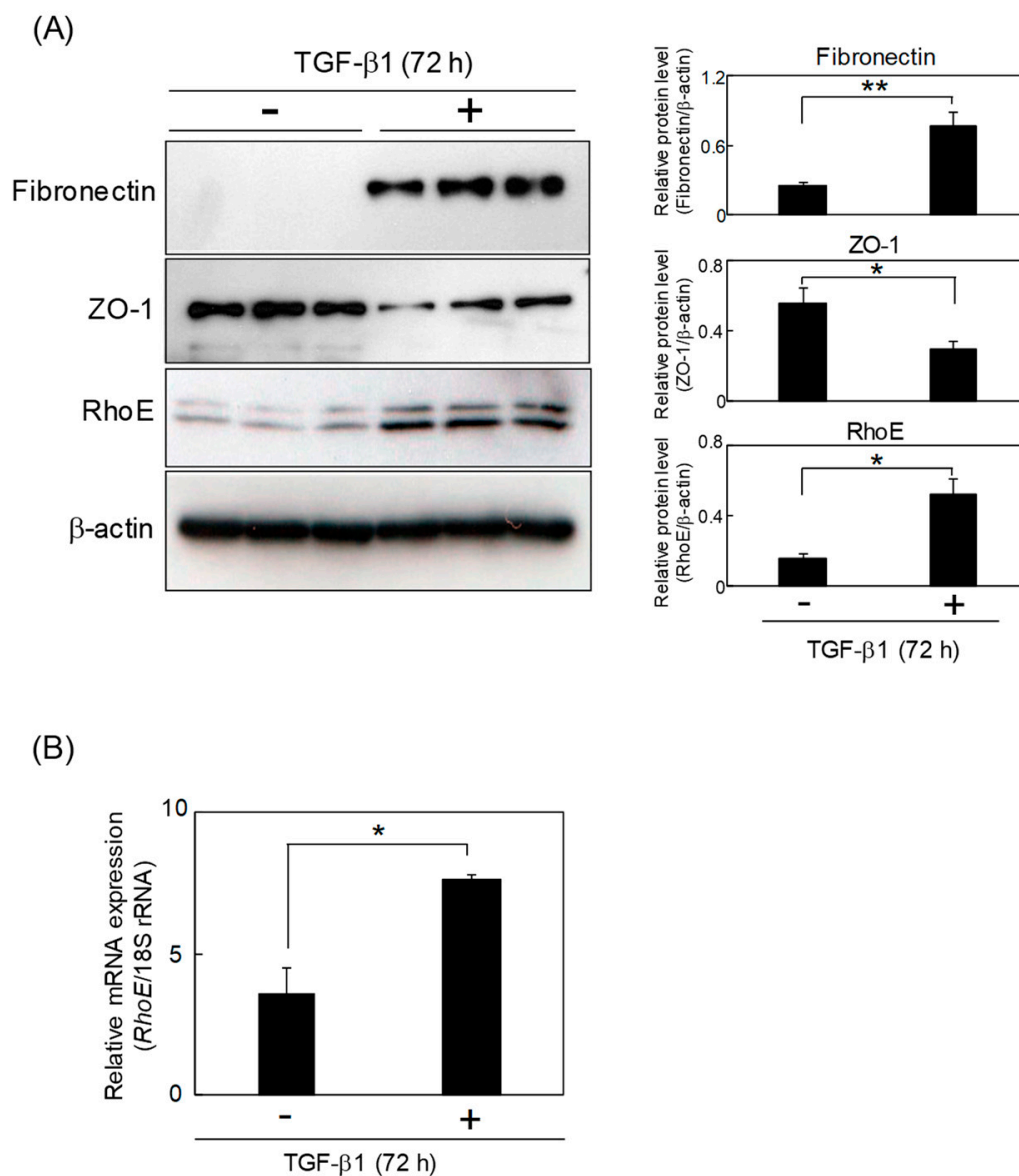 (A)
TGF-β1 (72 h)
- +
Fibronectin
ZO-1
RhoE
β-actin
Fibronectin
Relative protein level
(Fibronectin/β-actin)
1.2
0.6
0
**
ZO-1
Relative protein level
(ZO-1/β-actin)
0.8
0.4
0
*
RhoE
Relative protein level
(RhoE/β-actin)
0.8
0.4
0
*
- +
TGF-β1 (72 h)
(B)
Relative mRNA expression
(RhoE/18S rRNA)
10
5
0
*
- +
TGF-β1 (72 h)